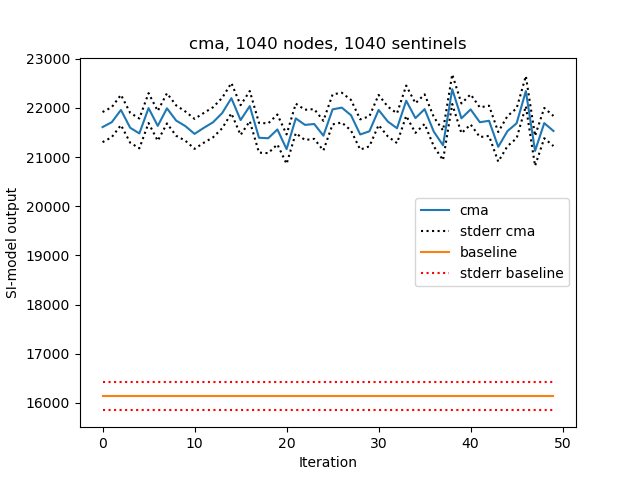 cma, 1040 nodes, 1040 sentinels
23000
22000
21000
20000
19000
18000
17000
16000
SI-model output
cma
stderr cma
baseline
stderr baseline
0 10 20 30 40 50
Iteration